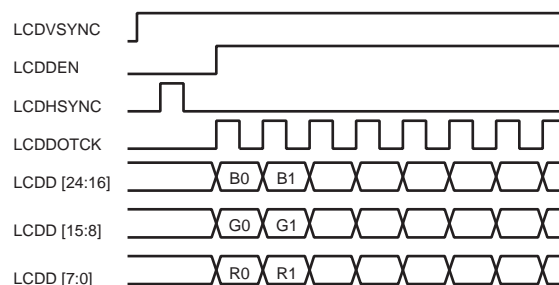 LCDVSYNC
LCDDEN
LCDHSYNC
LCDDOTCK
LCDD [24:16] B0 B1
LCDD [15:8] G0 G1
LCDD [7:0] R0 R1